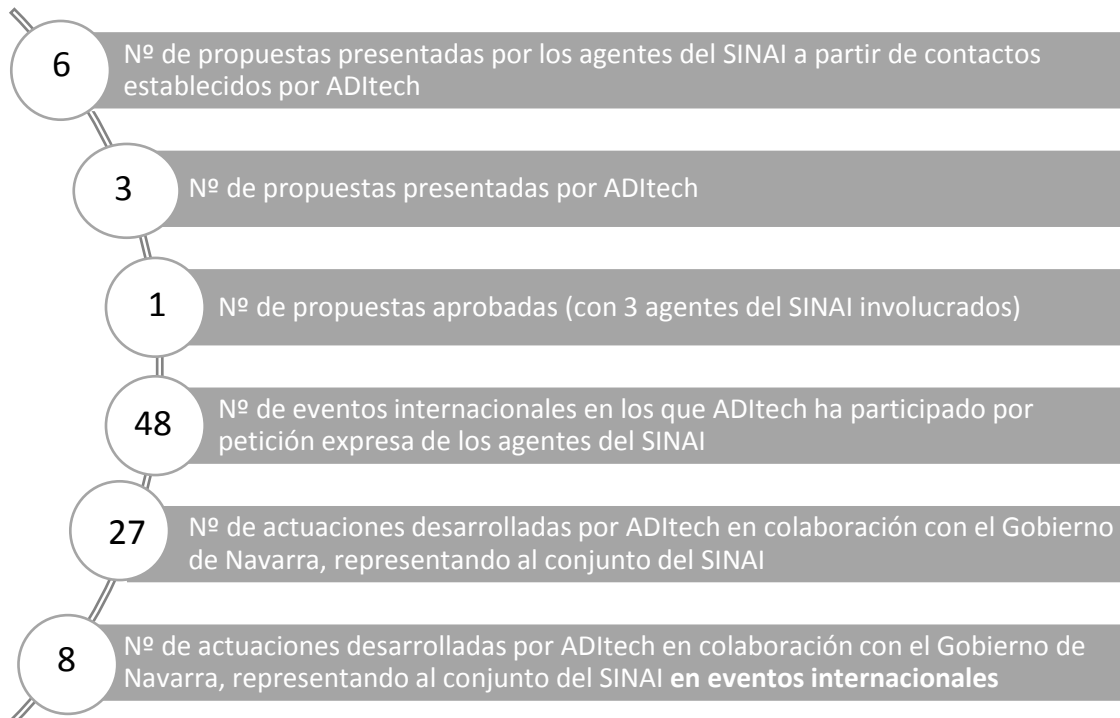 6
Nº de propuestas presentadas por los agentes del SINAI a partir de contactos
establecidos por ADItech
3
Nº de propuestas presentadas por ADItech
1
Nº de propuestas aprobadas (con 3 agentes del SINAI involucrados)
48
Nº de eventos internacionales en los que ADItech ha participado por
petición expresa de los agentes del SINAI
27
Nº de actuaciones desarrolladas por ADItech en colaboración con el Gobierno
de Navarra, representando al conjunto del SINAI
8
Nº de actuaciones desarrolladas por ADItech en colaboración con el Gobierno de
Navarra, representando al conjunto del SINAI en eventos internacionales